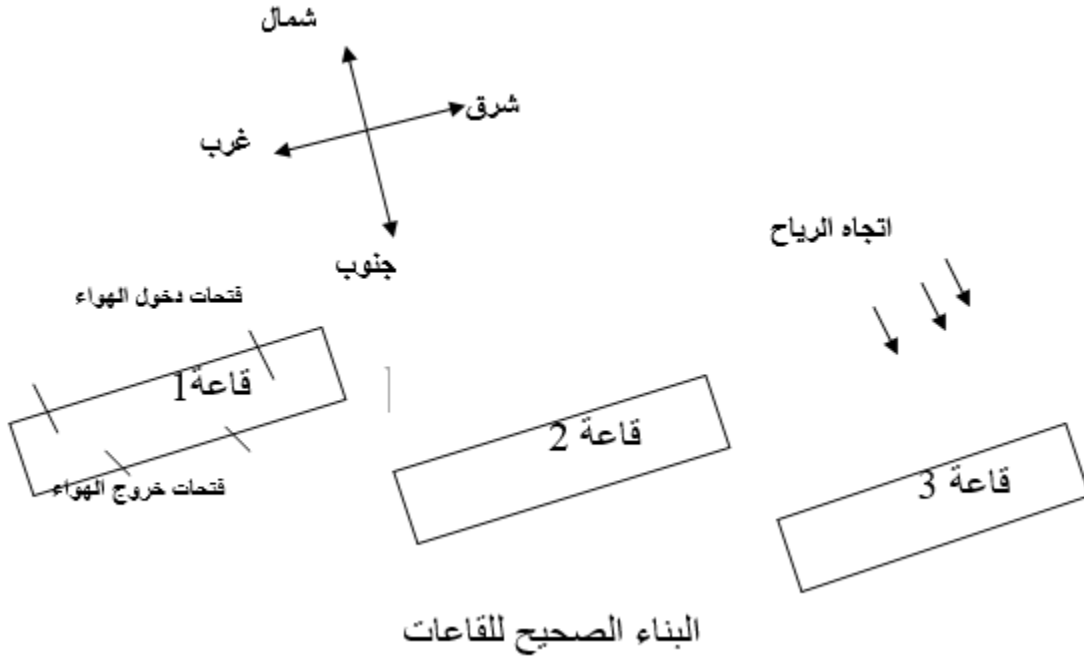 شمال
شرق
غرب
اتجاه الرياح
جنوب
فتحات دخول الهواء
قاعة1
قاعة 2
قاعة 3
فتحات خروج الهواء
البناء الصحيح للقاعات